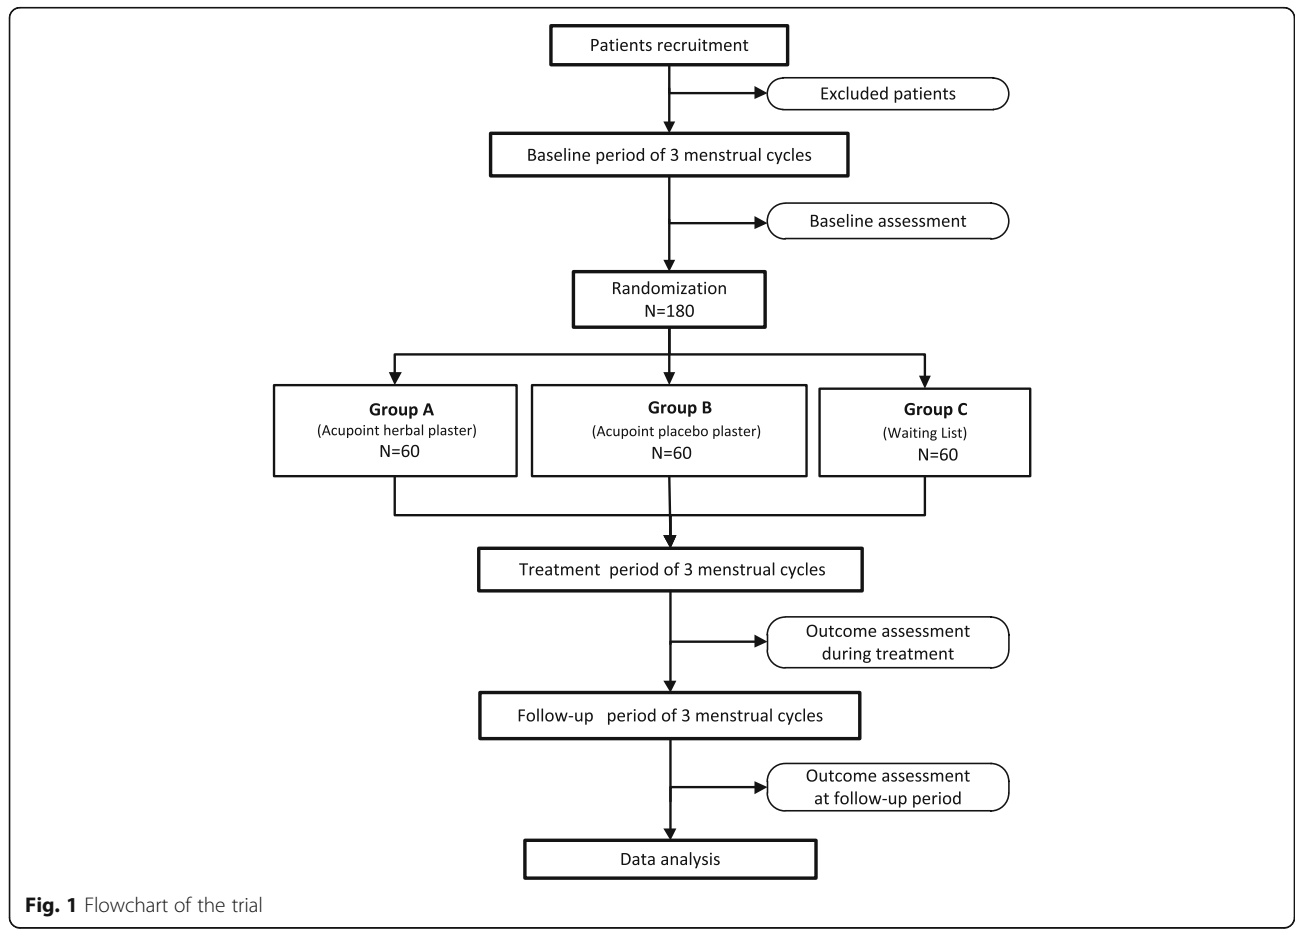 Patients recruitment
Excluded patients
Baseline period of 3 menstrual cycles
Baseline assessment
Randomization
N=180
Group A
(Acupoint herbal plaster)
N=60
Group B
(Acupoint placebo plaster)
N=60
Group C
(Waiting List)
N=60
Treatment period of 3 menstrual cycles
Outcome assessment
during treatment
Follow-up period of 3 menstrual cycles
Outcome assessment
at follow-up period
Data analysis
Fig. 1 Flowchart of the trial